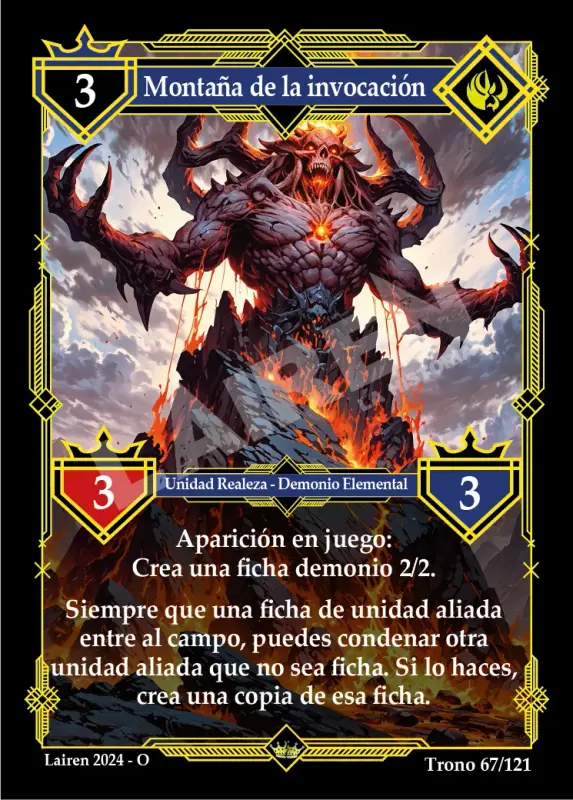 3
Montaña de la invocación
LAIREN
3
Unidad Realeza - Demonio Elemental
3
Aparición en juego:
Crea una ficha demonio 2/2.
Siempre que una ficha de unidad aliada
entre al campo, puedes condenar otra
unidad aliada que no sea ficha. Si lo haces,
crea una copia de esa ficha.
Lairen 2024 - O
Trono 67/121